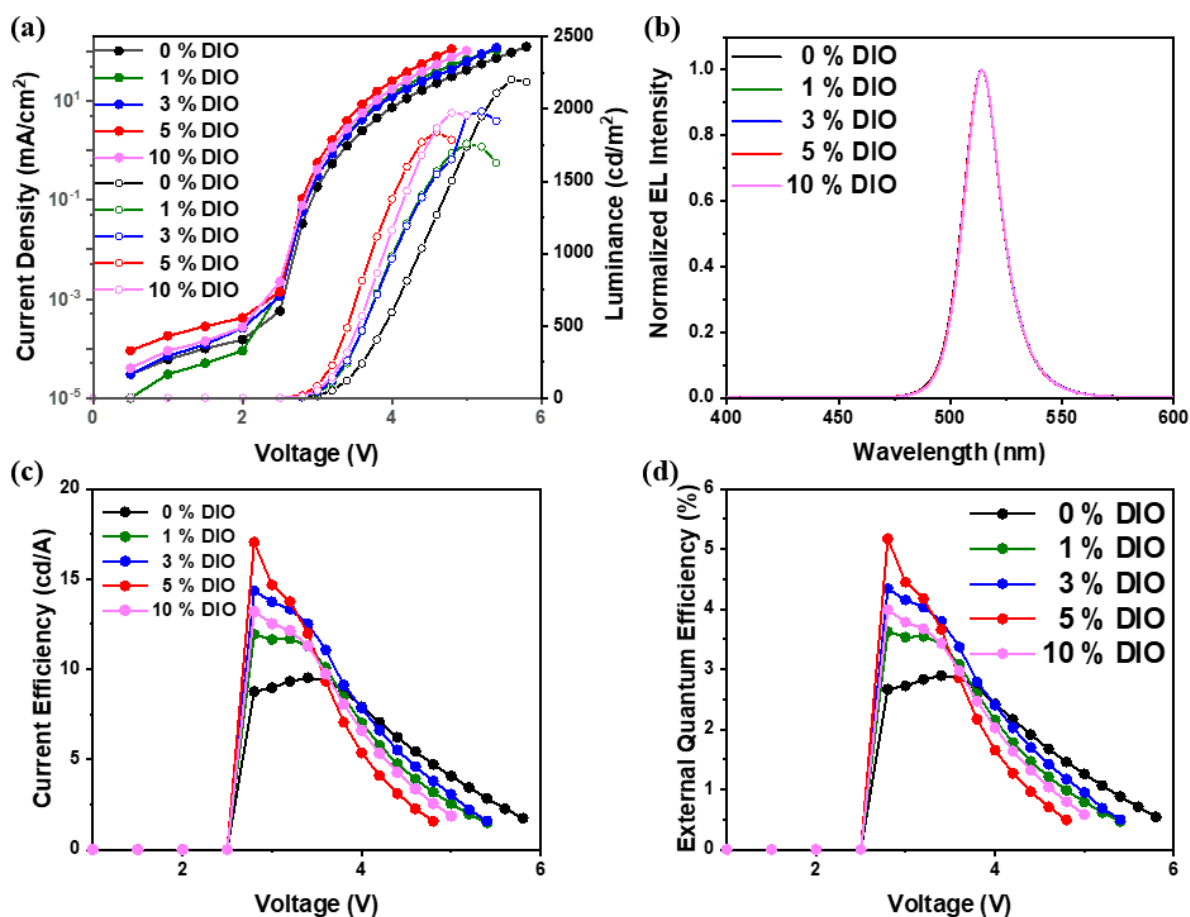 (a)
Current Density (mA/cm²)
10¹
10⁻¹
10⁻³
10⁻⁵
0 % DIO
1 % DIO
3 % DIO
5 % DIO
10 % DIO
0 % DIO
1 % DIO
3 % DIO
5 % DIO
10 % DIO
2500
2000
1500
1000
500
0
Luminance (cd/m²)
0 2 4 6
Voltage (V)
(b)
Normalized EL Intensity
1.0
0.8
0.6
0.4
0.2
0.0
0 % DIO
1 % DIO
3 % DIO
5 % DIO
10 % DIO
400 450 500 550 600
Wavelength (nm)
(c)
Current Efficiency (cd/A)
20
15
10
5
0
0 % DIO
1 % DIO
3 % DIO
5 % DIO
10 % DIO
2 4 6
Voltage (V)
(d)
External Quantum Efficiency (%)
6
5
4
3
2
1
0
0 % DIO
1 % DIO
3 % DIO
5 % DIO
10 % DIO
2 4 6
Voltage (V)